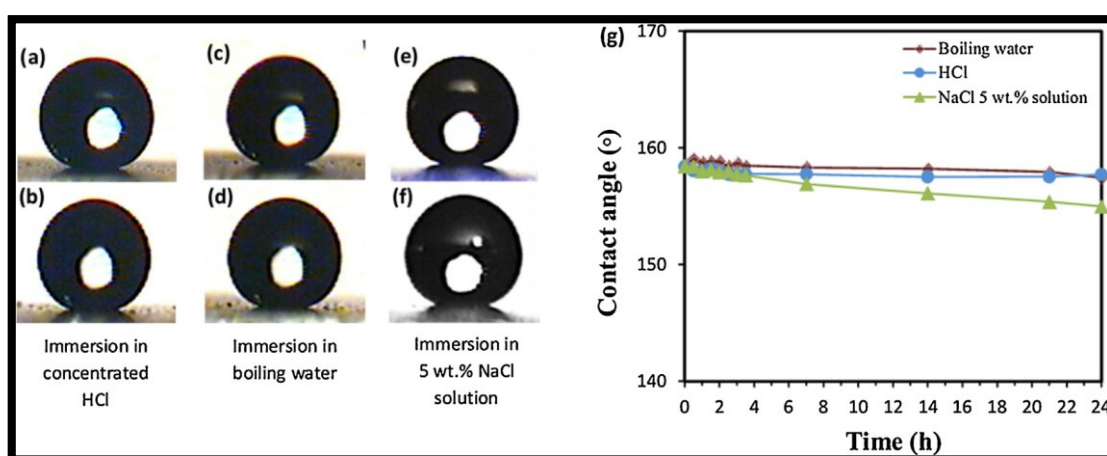 (a)
(c)
(e)
(b)
(d)
(f)
Immersion in
concentrated
HCl
Immersion in
boiling water
Immersion in
5 wt.% NaCl
solution
(g)
170
160
150
140
Contact angle (°)
Boiling water
HCl
NaCl 5 wt.% solution
0 2 4 6 8 10 12 14 16 18 20 22 24
Time (h)